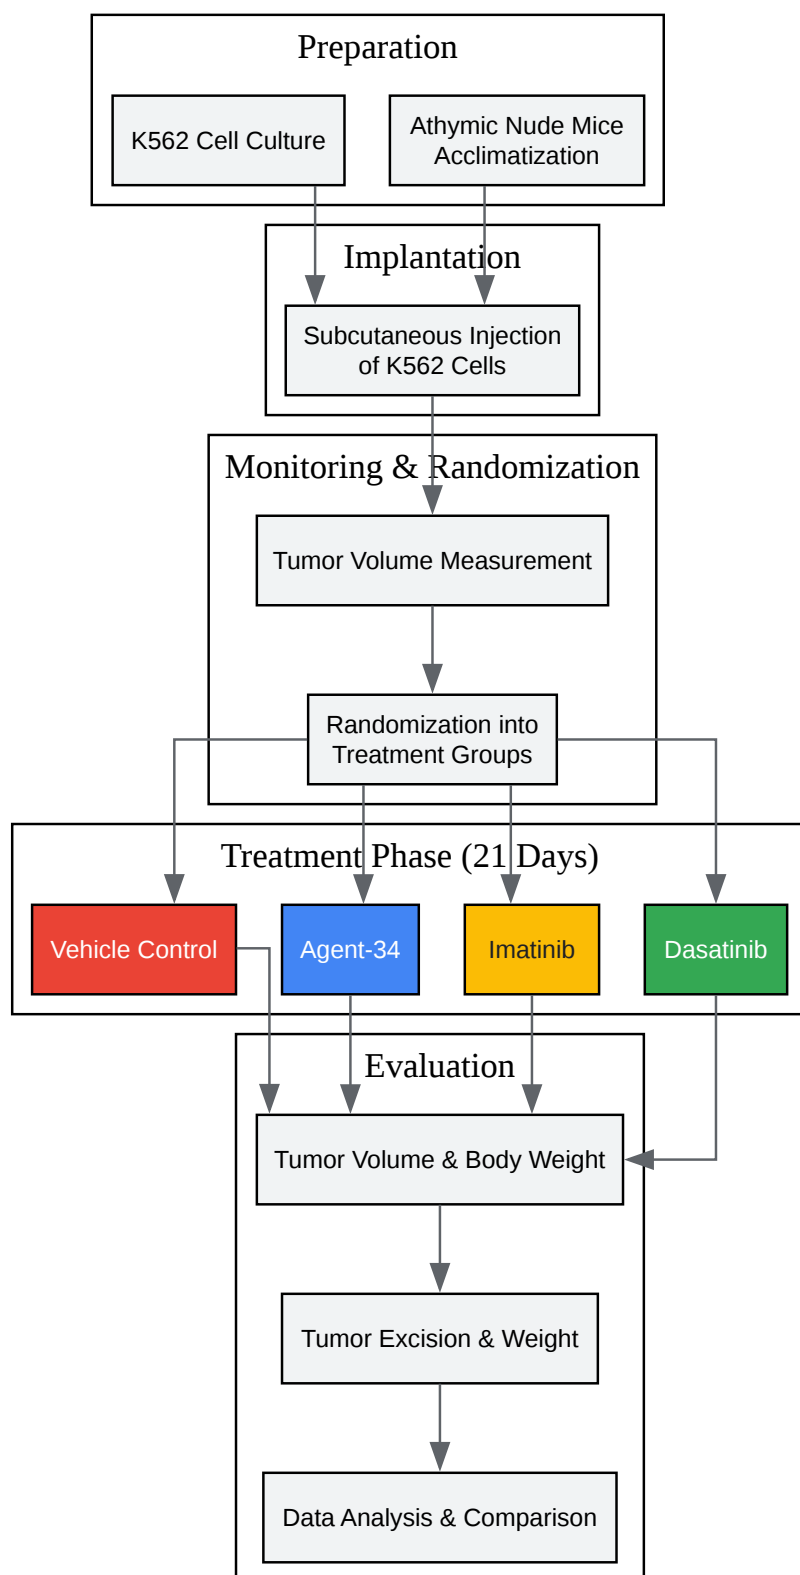 Preparation
K562 Cell Culture
Athymic Nude Mice
Acclimatization
Implantation
Subcutaneous Injection
of K562 Cells
Monitoring & Randomization
Tumor Volume Measurement
Randomization into
Treatment Groups
Treatment Phase (21 Days)
Vehicle Control
Agent-34
Imatinib
Dasatinib
Evaluation
Tumor Volume & Body Weight
Tumor Excision & Weight
Data Analysis & Comparison